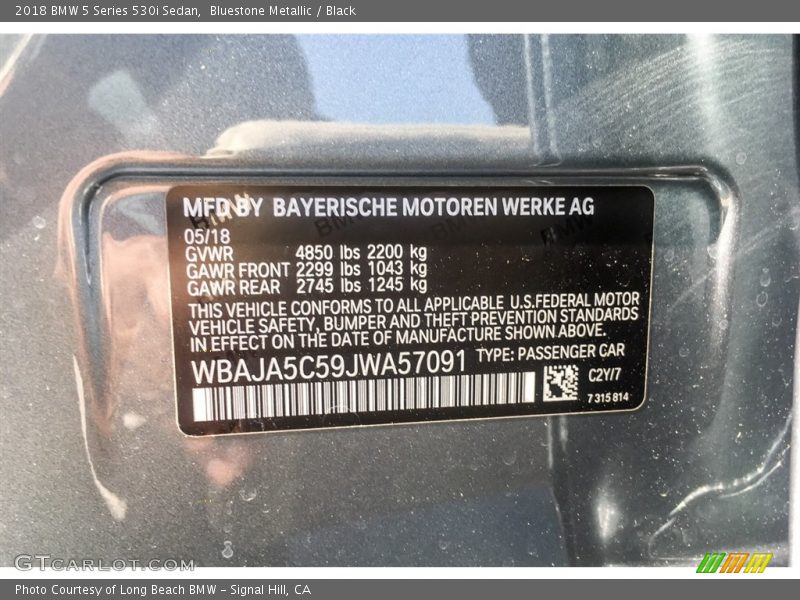 2018 BMW 5 Series 530i Sedan, Bluestone Metallic / Black
MFD BY BAYERISCHE MOTOREN WERKE AG
05/18
GVWR 4850 lbs 2200 kg
GAWR FRONT 2299 lbs 1043 kg
GAWR REAR 2745 lbs 1245 kg
THIS VEHICLE CONFORMS TO ALL APPLICABLE U.S.FEDERAL MOTOR
VEHICLE SAFETY, BUMPER AND THEFT PREVENTION STANDARDS
IN EFFECT ON THE DATE OF MANUFACTURE SHOWN ABOVE.
WBAJA5C59JWA57091 TYPE: PASSENGER CAR
C2Y/7
7 315 814
GTCARLOT.COM
Photo Courtesy of Long Beach BMW – Signal Hill, CA